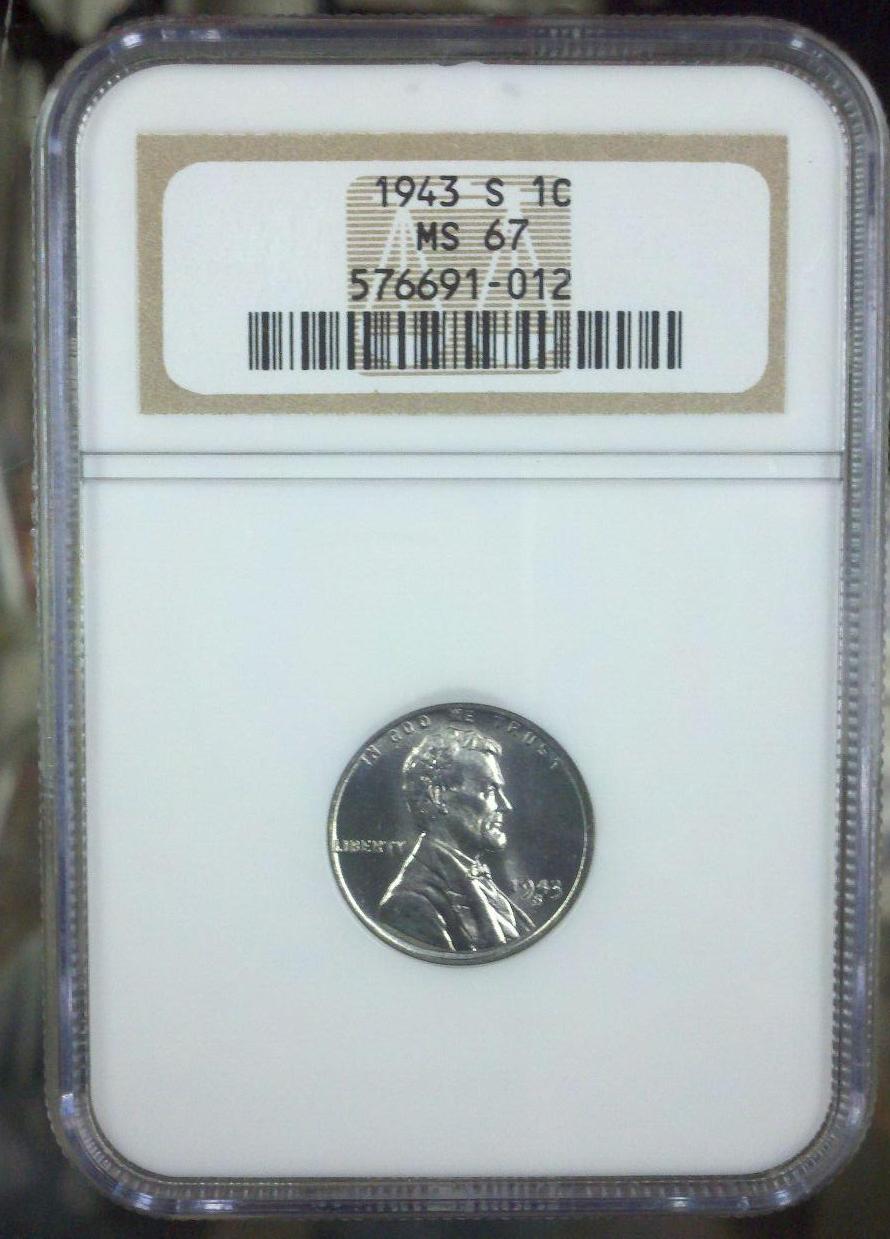 1943 S 1C
MS 67
576691-012
IN GOD WE TRUST
LIBERTY
1943
S